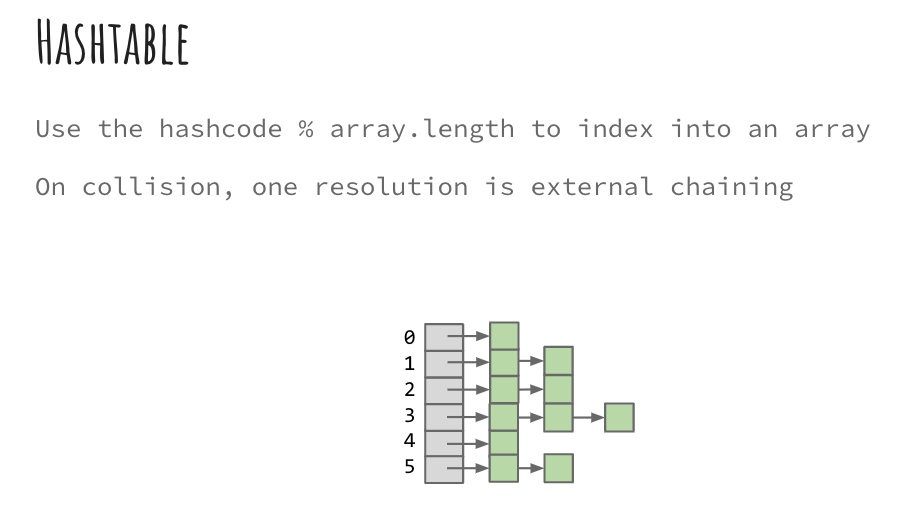 HASHTABLE
Use the hashcode % array.length to index into an array
On collision, one resolution is external chaining
0
1
2
3
4
5